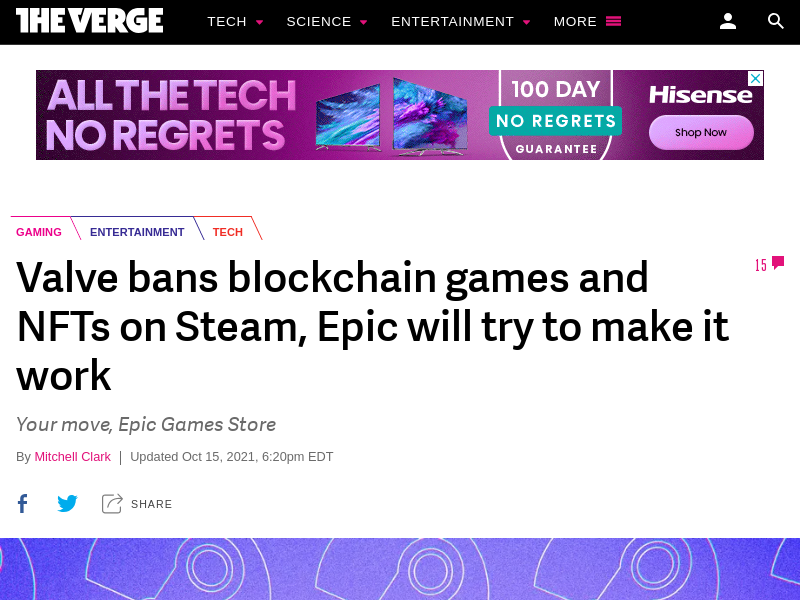 THE VERGE
TECH SCIENCE ENTERTAINMENT MORE
ALL THE TECH
NO REGRETS
100 DAY
NO REGRETS
GUARANTEE
Hisense
Shop Now
GAMING ENTERTAINMENT TECH
Valve bans blockchain games and
NFTs on Steam, Epic will try to make it
work
15
Your move, Epic Games Store
By Mitchell Clark | Updated Oct 15, 2021, 6:20pm EDT
SHARE